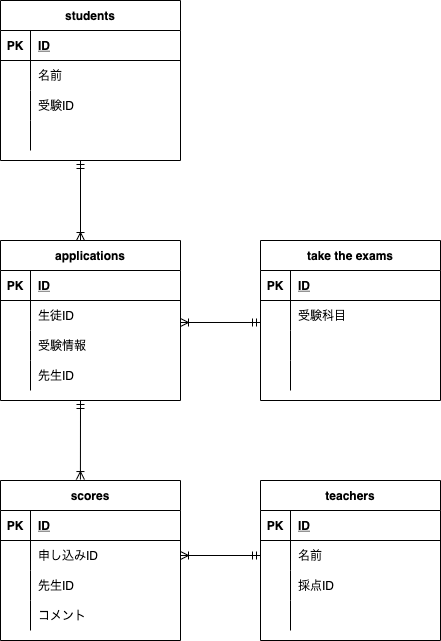 students
PK ID
名前
受験ID
applications
PK ID
生徒ID
受験情報
先生ID
take the exams
PK ID
受験科目
scores
PK ID
申し込みID
先生ID
コメント
teachers
PK ID
名前
採点ID